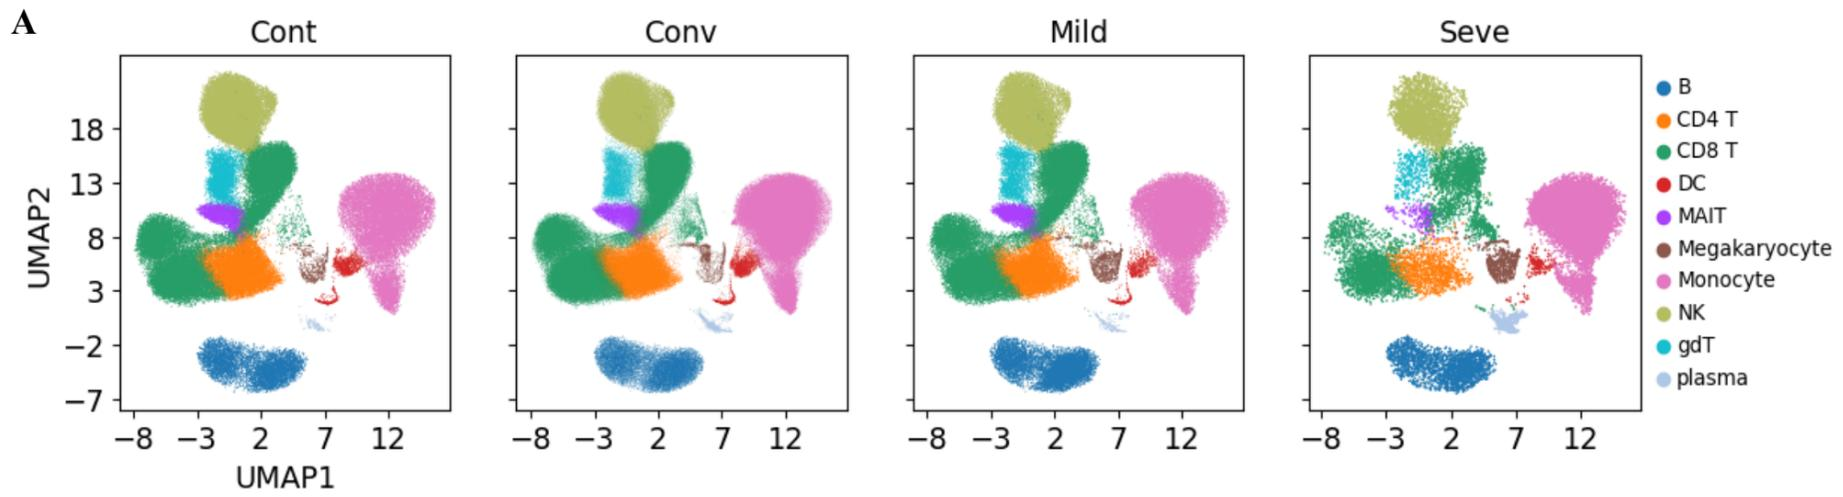 A
Cont Conv Mild Seve
18
13
8
3
−2
−7
UMAP2
−8 −3 2 7 12 −8 −3 2 7 12 −8 −3 2 7 12 −8 −3 2 7 12
UMAP1
B
CD4 T
CD8 T
DC
MAIT
Megakaryocyte
Monocyte
NK
gdT
plasma